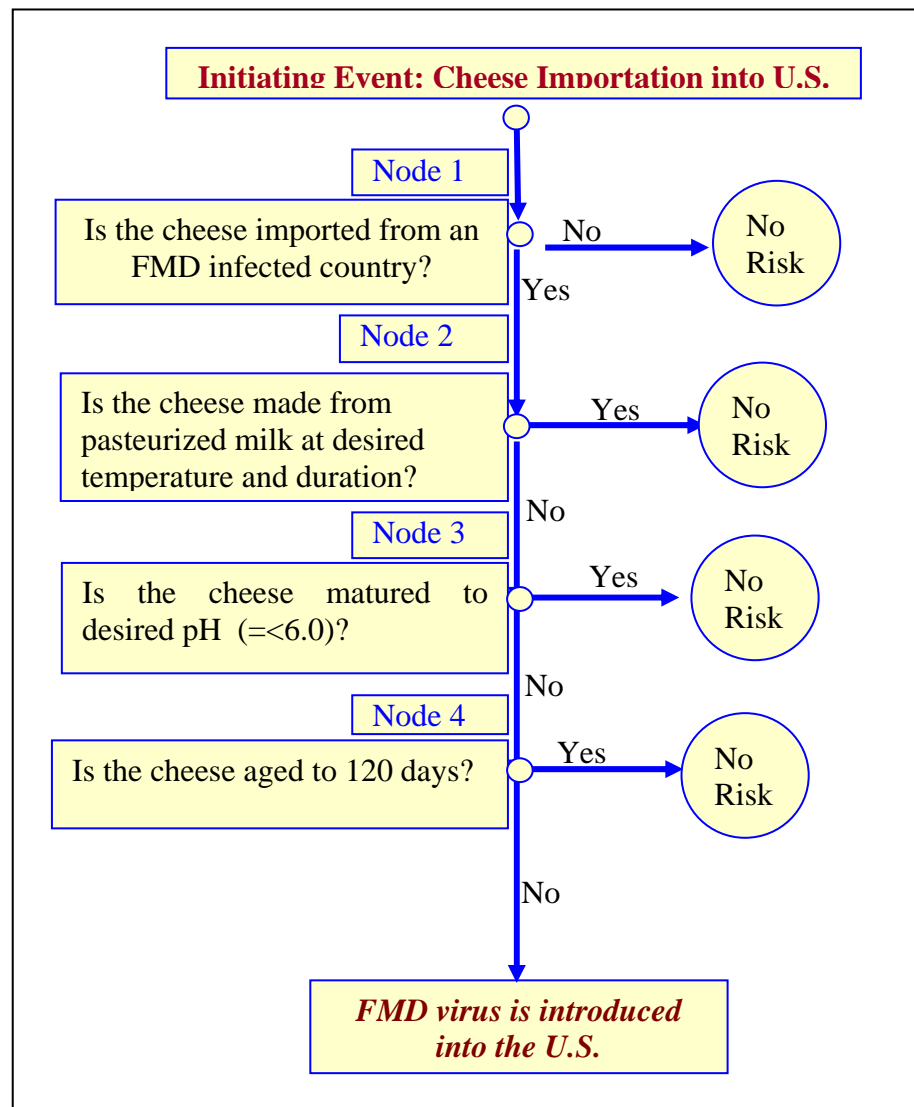 Initiating Event: Cheese Importation into U.S.
Node 1
Is the cheese imported from an
FMD infected country?
No
No
Risk
Yes
Node 2
Is the cheese made from
pasteurized milk at desired
temperature and duration?
Yes
No
Risk
No
Node 3
Is the cheese matured to
desired pH (=<6.0)?
Yes
No
Risk
No
Node 4
Is the cheese aged to 120 days?
Yes
No
Risk
No
FMD virus is introduced
into the U.S.